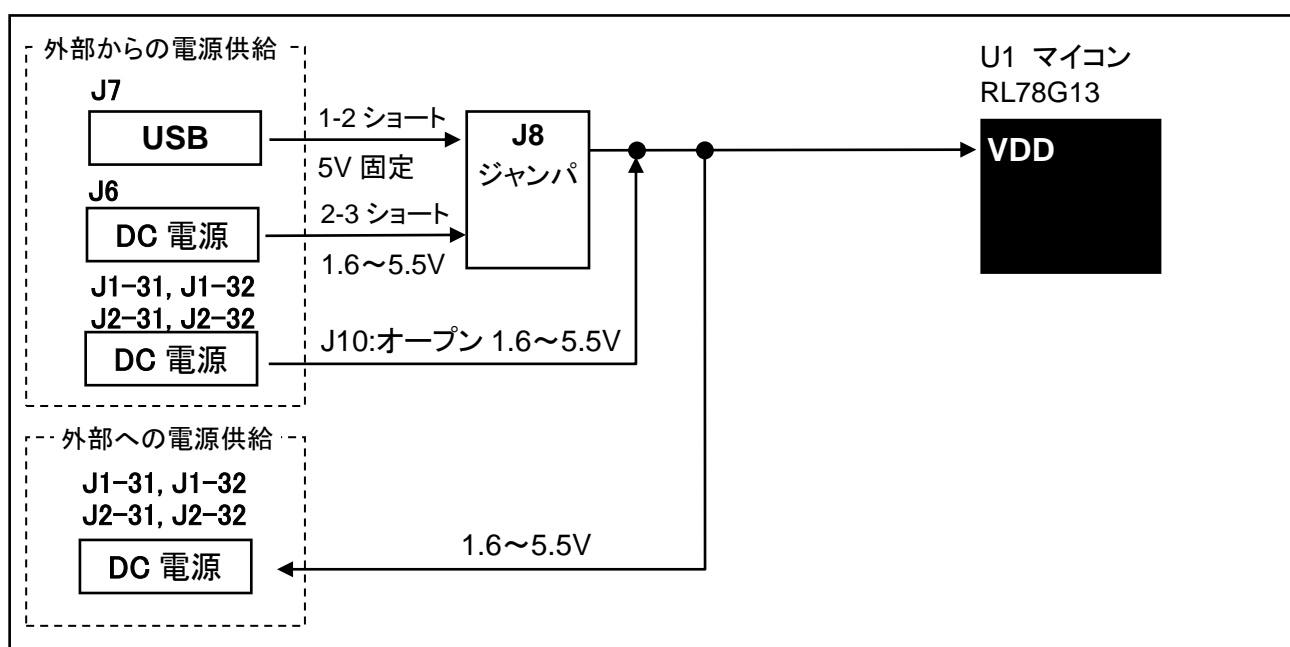 外部からの電源供給
J7
USB
1-2 ショート
5V 固定
J6
DC 電源
2-3 ショート
1.6～5.5V
J8
ジャンパ
J1-31, J1-32
J2-31, J2-32
DC 電源
J10:オープン 1.6～5.5V
U1 マイコン
RL78G13
VDD
外部への電源供給
J1-31, J1-32
J2-31, J2-32
DC 電源
1.6～5.5V